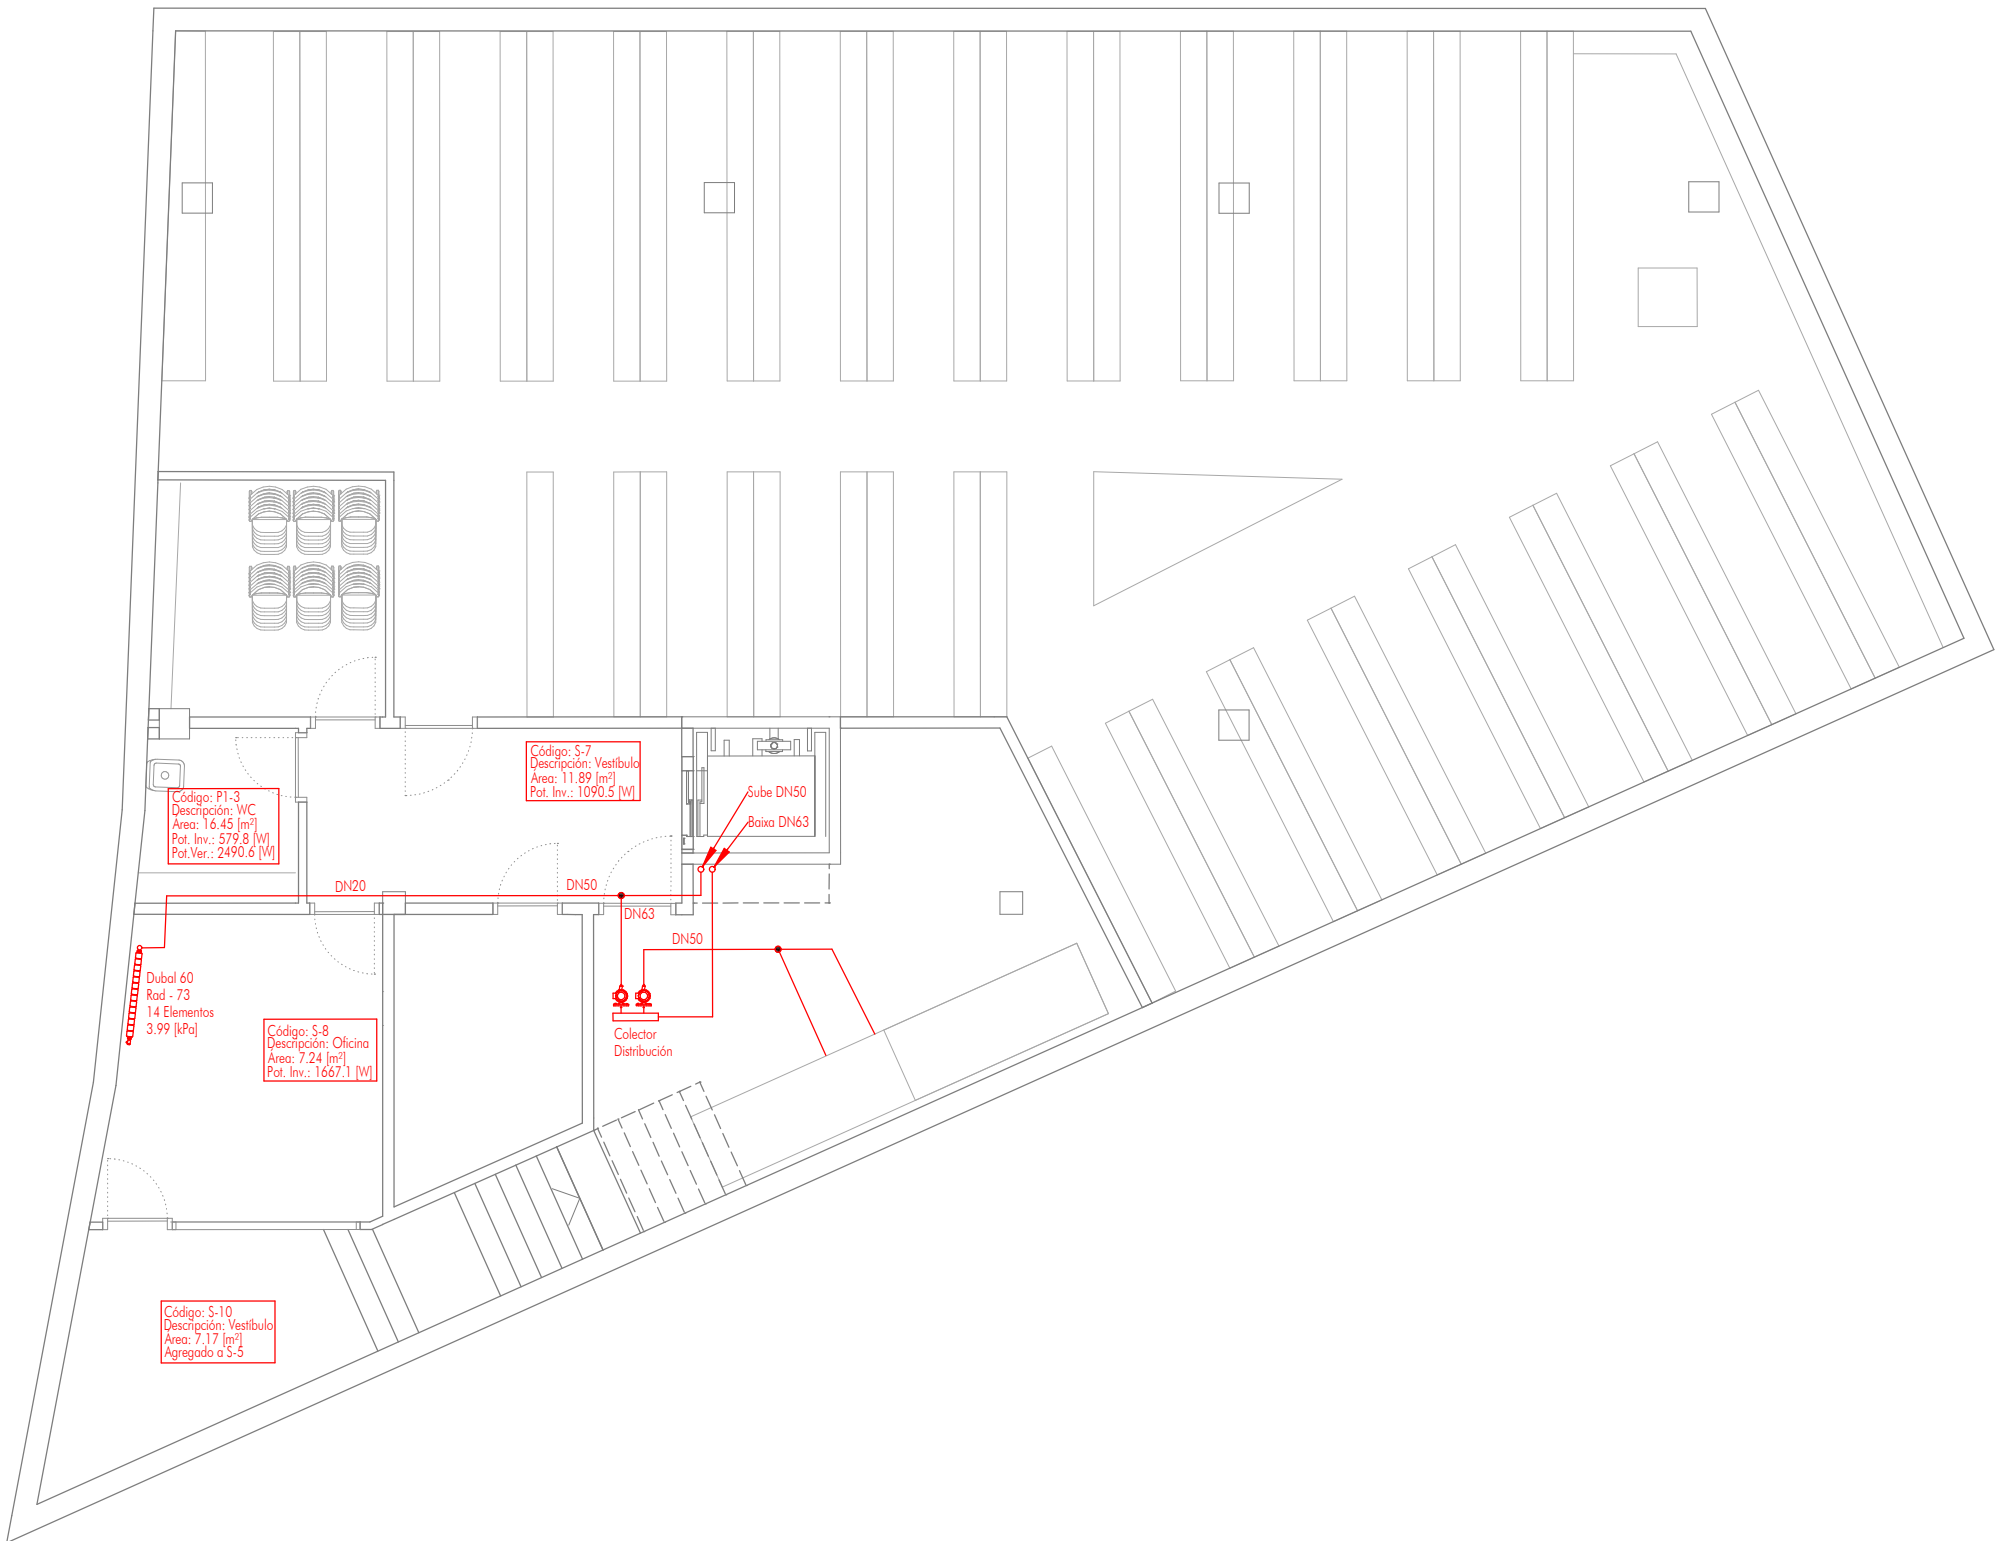 Código: S-7
Descripción: Vestíbulo
Área: 11.89 [m²]
Pot. Inv.: 1090.5 [W]
Sube DN50
Baixa DN63
Código: P1-3
Descripción: WC
Área: 16.45 [m²]
Pot. Inv.: 579.8 [W]
Pot.Ver.: 2490.6 [W]
DN20
DN50
DN63
DN50
Dubal 60
Rad - 73
14 Elementos
3.99 [kPa]
Código: S-8
Descripción: Oficina
Área: 7.24 [m²]
Pot. Inv.: 1667.1 [W]
Colector
Distribución
Código: S-10
Descripción: Vestíbulo
Área: 7.17 [m²]
Agregado a S-5